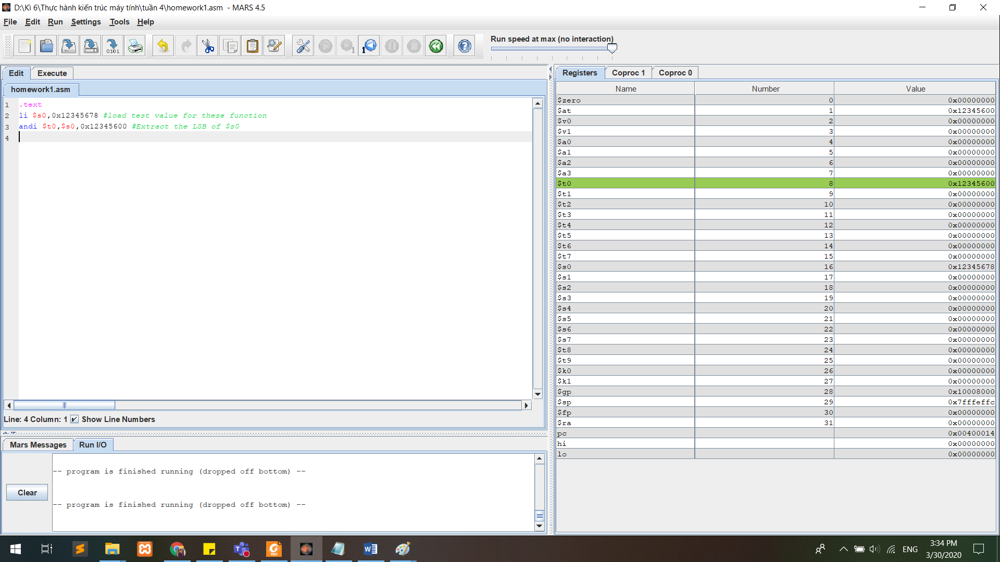 D:\Kì 6\Thực hành kiến trúc máy tính\tuần 4\homework1.asm - MARS 4.5
File Edit Run Settings Tools Help
Run speed at max (no interaction)
Edit Execute
homework1.asm
1 .text
2 li $s0,0x12345678 #load test value for these function
3 andi $t0,$s0,0x12345600 #Extract the LSB of $s0
4
Line: 4 Column: 1 Show Line Numbers
Mars Messages Run I/O
-- program is finished running (dropped off bottom) --
-- program is finished running (dropped off bottom) --
Clear
Registers Coproc 1 Coproc 0
Name Number Value
$zero 0 0x00000000
$at 1 0x12345600
$v0 2 0x00000000
$v1 3 0x00000000
$a0 4 0x00000000
$a1 5 0x00000000
$a2 6 0x00000000
$a3 7 0x00000000
$t0 8 0x12345600
$t1 9 0x00000000
$t2 10 0x00000000
$t3 11 0x00000000
$t4 12 0x00000000
$t5 13 0x00000000
$t6 14 0x00000000
$t7 15 0x00000000
$s0 16 0x12345678
$s1 17 0x00000000
$s2 18 0x00000000
$s3 19 0x00000000
$s4 20 0x00000000
$s5 21 0x00000000
$s6 22 0x00000000
$s7 23 0x00000000
$t8 24 0x00000000
$t9 25 0x00000000
$k0 26 0x00000000
$k1 27 0x00000000
$gp 28 0x10008000
$sp 29 0x7fffeffc
$fp 30 0x00000000
$ra 31 0x00000000
pc 0x00400014
hi 0x00000000
lo 0x00000000
ENG
3:34 PM
3/30/2020